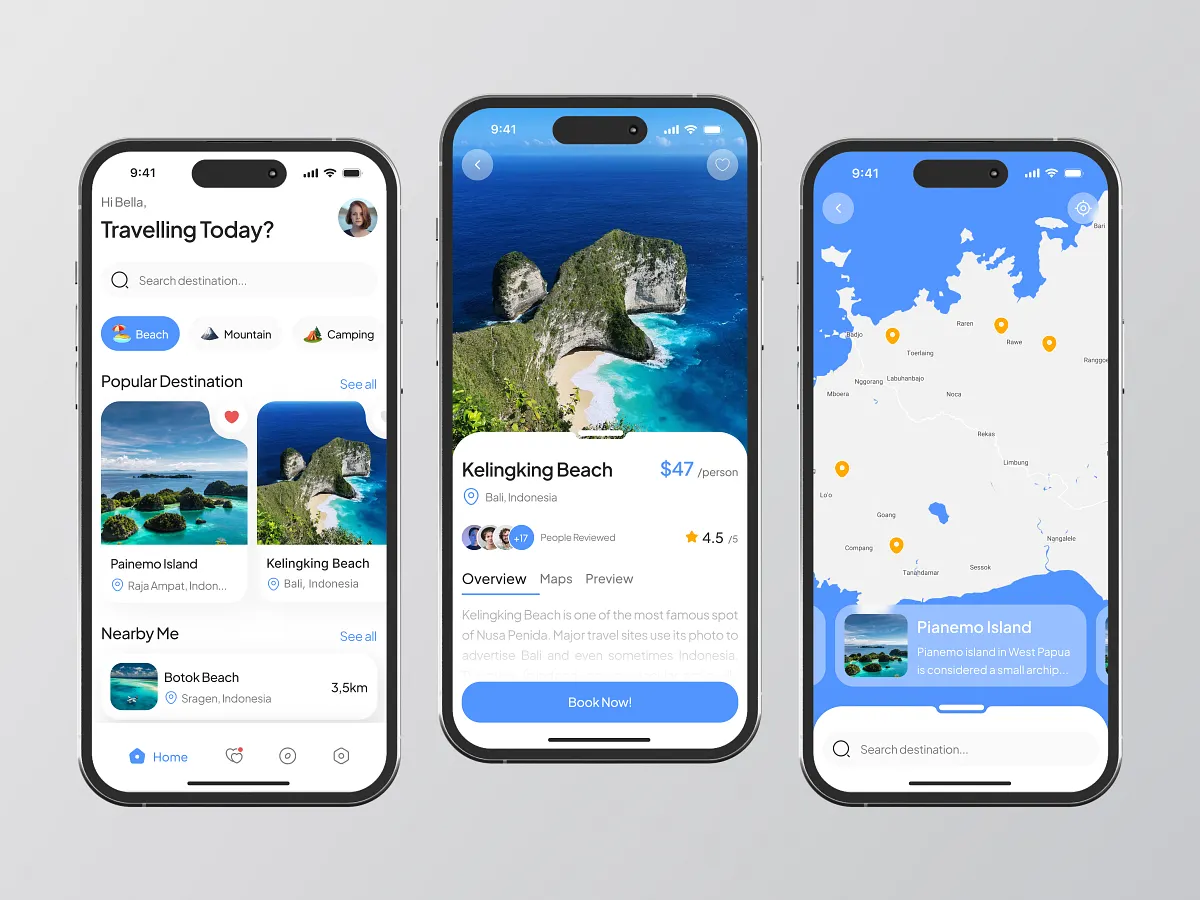 9:41
Hi Bella,
Travelling Today?
Search destination...
Beach
Mountain
Camping
Popular Destination
See all
Painemo Island
Raja Ampat, Indon...
Kelingking Beach
Bali, Indonesia
Nearby Me
See all
Botok Beach
Sragen, Indonesia
3,5km
Home
9:41
Kelingking Beach
$47 /person
Bali, Indonesia
+17
People Reviewed
4.5 /5
Overview
Maps
Preview
Kelingking Beach is one of the most famous spot
of Nusa Penida. Major travel sites use its photo to
advertise Bali and even sometimes Indonesia.
Book Now!
9:41
Bari
Badjo
Raren
Rawe
Toerlaing
Ranggoe
Nggorang
Labuhanbajo
Mboera
Noca
Rekas
Limbung
Lo'o
Goang
Compang
Nangalele
Tanahdamar
Sessok
Pianemo Island
Pianemo island in West Papua
is considered a small archip...
Search destination...